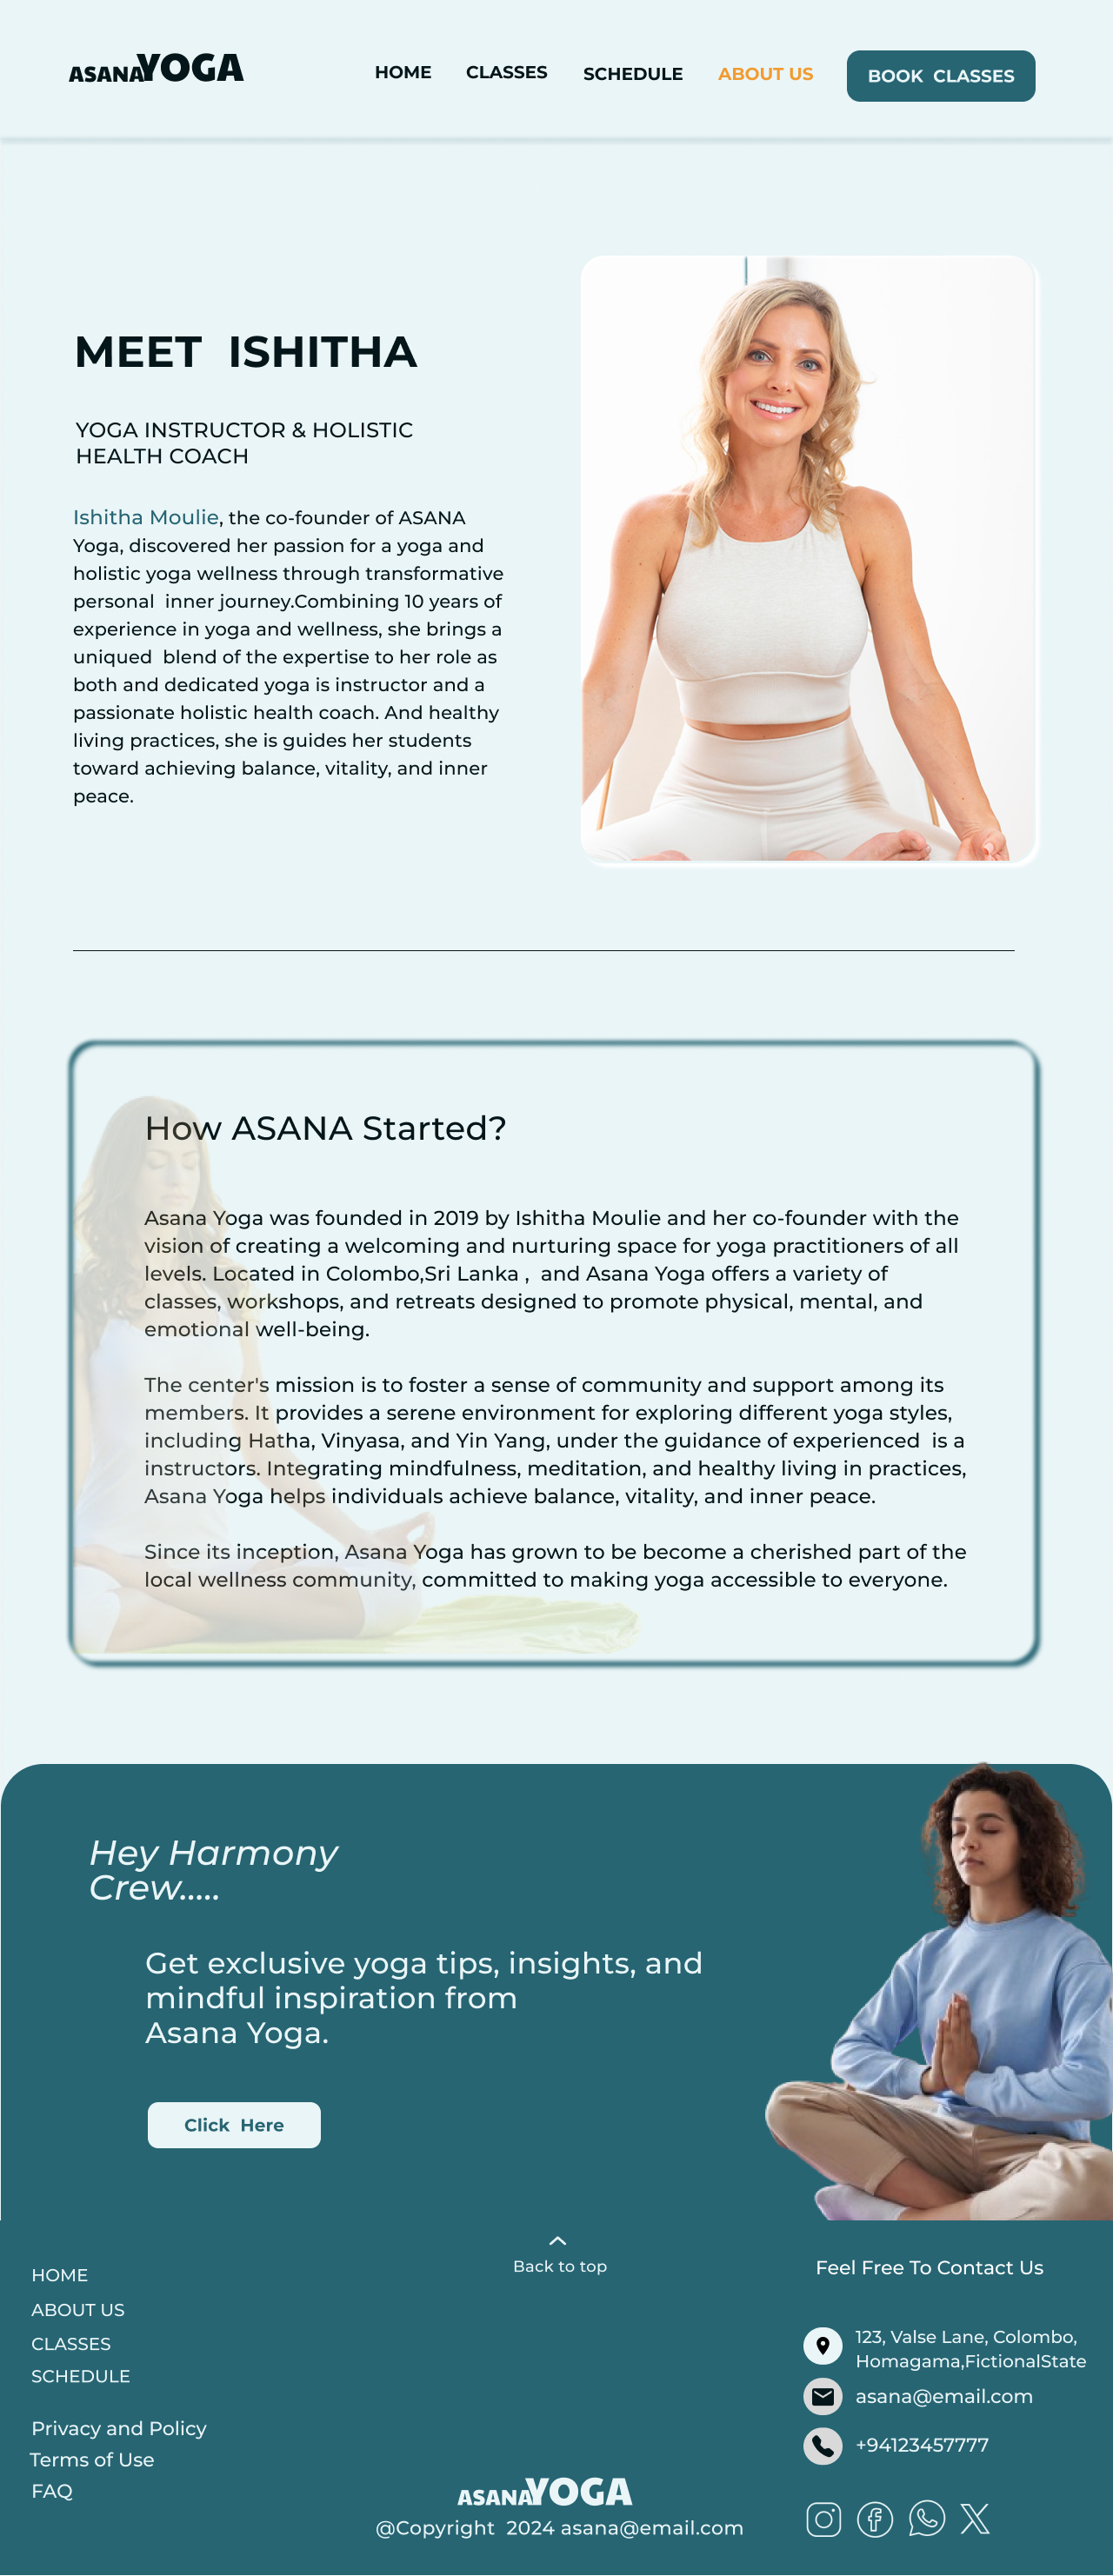 ASANAYOGA
HOME CLASSES SCHEDULE ABOUT US BOOK CLASSES
MEET ISHITHA
YOGA INSTRUCTOR & HOLISTIC
HEALTH COACH
Ishitha Moulie, the co-founder of ASANA
Yoga, discovered her passion for a yoga and
holistic yoga wellness through transformative
personal inner journey.Combining 10 years of
experience in yoga and wellness, she brings a
uniqued blend of the expertise to her role as
both and dedicated yoga is instructor and a
passionate holistic health coach. And healthy
living practices, she is guides her students
toward achieving balance, vitality, and inner
peace.
How ASANA Started?
Asana Yoga was founded in 2019 by Ishitha Moulie and her co-founder with the
vision of creating a welcoming and nurturing space for yoga practitioners of all
levels. Located in Colombo,Sri Lanka , and Asana Yoga offers a variety of
classes, workshops, and retreats designed to promote physical, mental, and
emotional well-being.
The center's mission is to foster a sense of community and support among its
members. It provides a serene environment for exploring different yoga styles,
including Hatha, Vinyasa, and Yin Yang, under the guidance of experienced is a
instructors. Integrating mindfulness, meditation, and healthy living in practices,
Asana Yoga helps individuals achieve balance, vitality, and inner peace.
Since its inception, Asana Yoga has grown to be become a cherished part of the
local wellness community, committed to making yoga accessible to everyone.
Hey Harmony
Crew.....
Get exclusive yoga tips, insights, and
mindful inspiration from
Asana Yoga.
Click Here
HOME
ABOUT US
CLASSES
SCHEDULE
Privacy and Policy
Terms of Use
FAQ
Back to top
ASANAYOGA
@Copyright 2024 asana@email.com
Feel Free To Contact Us
123, Valse Lane, Colombo,
Homagama,FictionalState
asana@email.com
+94123457777